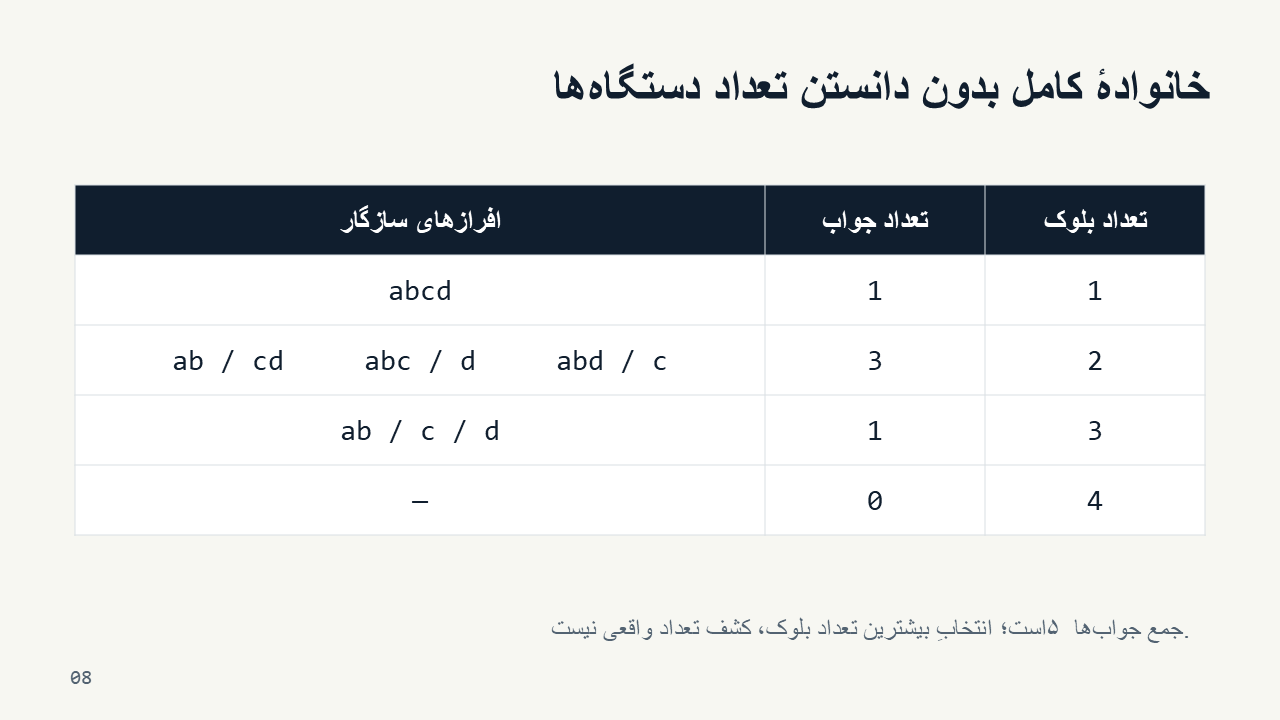 خانوادهٔ کامل بدون دانستن تعداد دستگاه‌ها
تعداد بلوک	تعداد جواب	افرازهای سازگار
1	1	abcd
2	3	ab / cd     abc / d     abd / c
3	1	ab / c / d
4	0	—
جمع جواب‌ها ۵ است؛ انتخابِ بیشترین تعداد بلوک، کشف تعداد واقعی نیست.
08